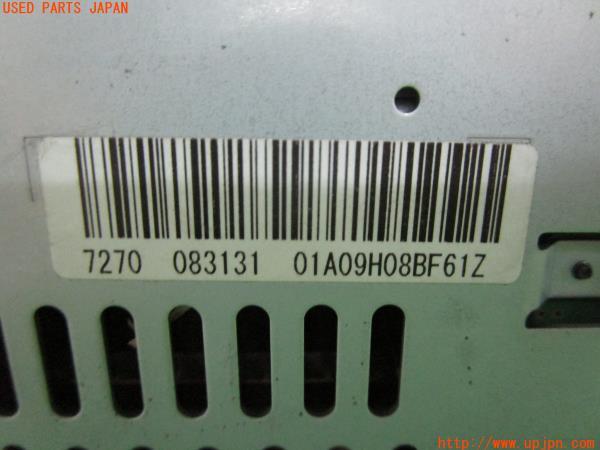 USED PARTS JAPAN
7270 083131 01A09H08BF61Z
http://www.upjpn.com